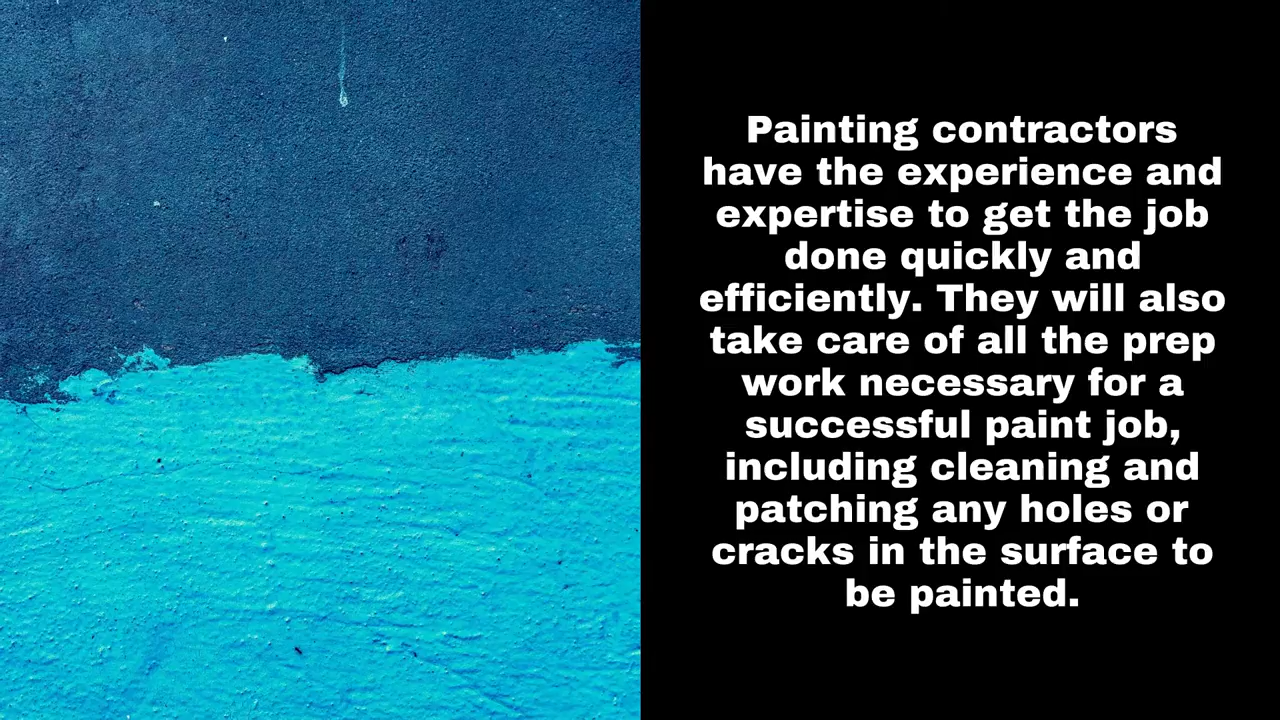 Painting contractors
have the experience and
expertise to get the job
done quickly and
efficiently. They will also
take care of all the prep
work necessary for a
successful paint job,
including cleaning and
patching any holes or
cracks in the surface to
be painted.